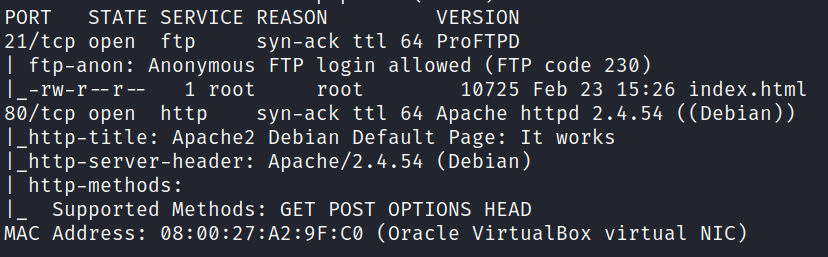 PORT   STATE SERVICE REASON         VERSION
21/tcp open  ftp     syn-ack ttl 64 ProFTPD
| ftp-anon: Anonymous FTP login allowed (FTP code 230)
|_-rw-r--r--   1 root     root        10725 Feb 23 15:26 index.html
80/tcp open  http    syn-ack ttl 64 Apache httpd 2.4.54 ((Debian))
|_http-title: Apache2 Debian Default Page: It works
|_http-server-header: Apache/2.4.54 (Debian)
| http-methods:
|_  Supported Methods: GET POST OPTIONS HEAD
MAC Address: 08:00:27:A2:9F:C0 (Oracle VirtualBox virtual NIC)